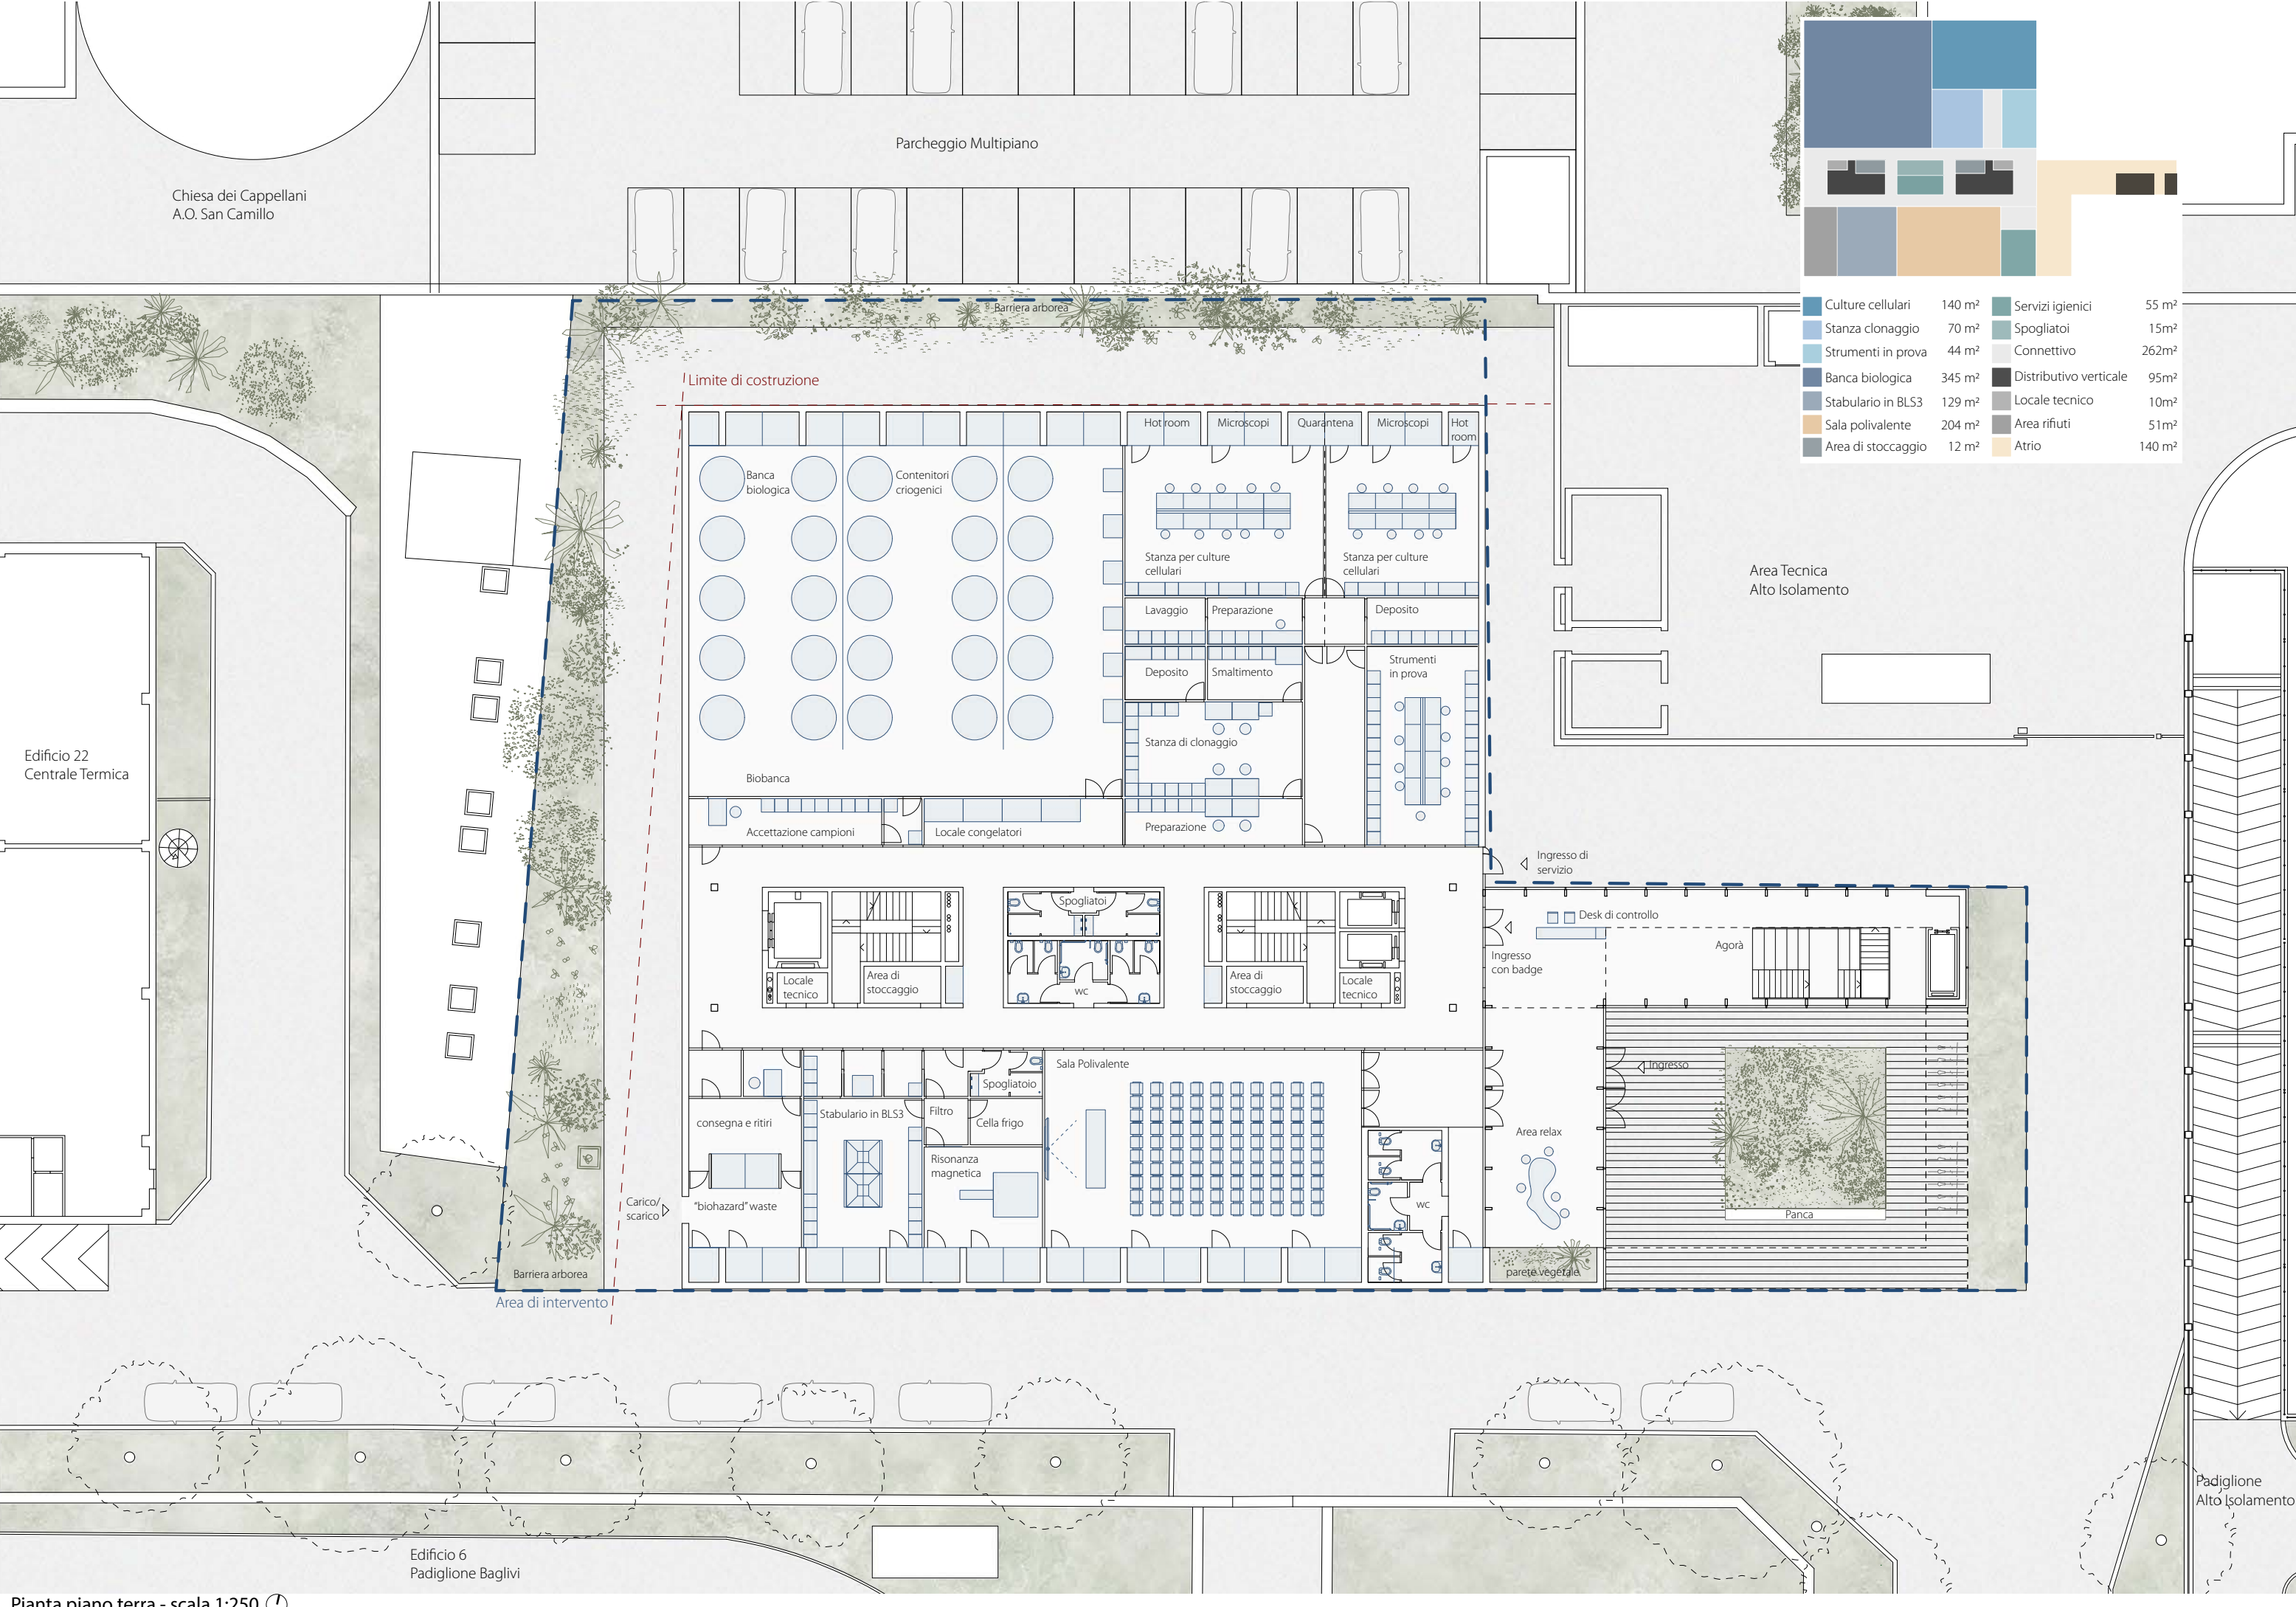 Parcheggio Multipiano
Chiesa dei Cappellani
A.O. San Camillo
Culture cellulari 140 m²
Stanza clonaggio 70 m²
Strumenti in prova 44 m²
Banca biologica 345 m²
Stabulario in BLS3 129 m²
Sala polivalente 204 m²
Area di stoccaggio 12 m²
Servizi igienici 55 m²
Spogliatoi 15m²
Connettivo 262m²
Distributivo verticale 95m²
Locale tecnico 10m²
Area rifiuti 51m²
Atrio 140 m²
Barriera arborea
Limite di costruzione
Hot room
Microscopi
Quarantena
Microscopi
Hot
room
Banca
biologica
Contenitori
criogenici
Stanza per culture
cellulari
Stanza per culture
cellulari
Area Tecnica
Alto Isolamento
Lavaggio
Preparazione
Deposito
Deposito
Smaltimento
Strumenti
in prova
Stanza di clonaggio
Edificio 22
Centrale Termica
Biobanca
Accettazione campioni
Locale congelatori
Preparazione
Ingresso di
servizio
Spogliatoi
Desk di controllo
Agorà
Ingresso
con badge
Locale
tecnico
Area di
stoccaggio
wc
Area di
stoccaggio
Locale
tecnico
Sala Polivalente
Ingresso
Spogliatoio
consegna e ritiri
Stabulario in BLS3
Filtro
Cella frigo
Area relax
Risonanza
magnetica
Carico/
scarico
"biohazard" waste
wc
Panca
Barriera arborea
parete vegetale
Area di intervento
Padiglione
Alto Isolamento
Edificio 6
Padiglione Baglivi
Pianta piano terra - scala 1:250